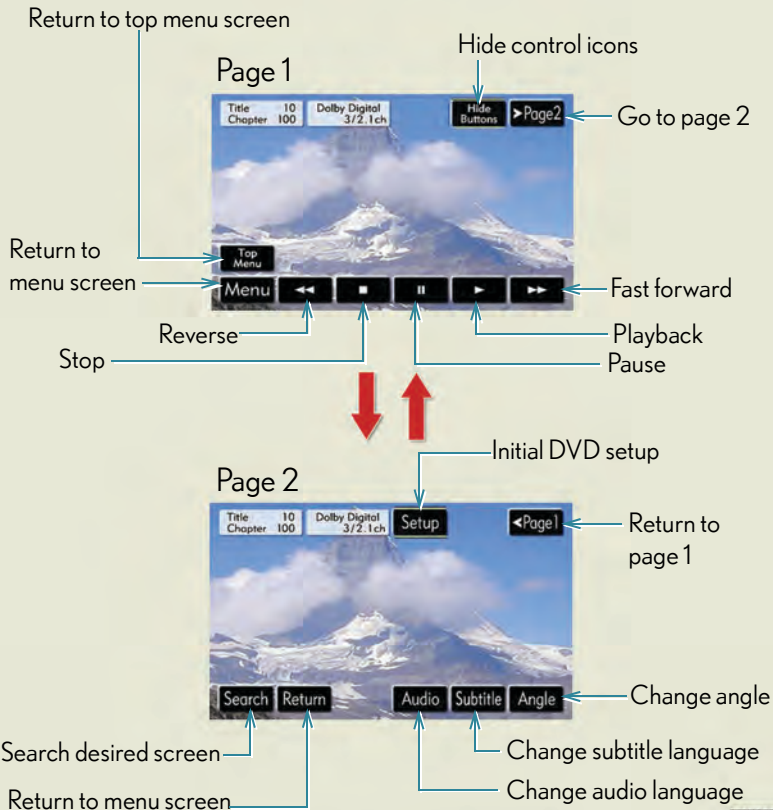 Return to top menu screen
Hide control icons
Page 1
Title 10
Chapter 100
Dolby Digital
3/2.1ch
Hide
Buttons
>Page2
Go to page 2
Return to
menu screen
Top
Menu
Menu ◄◄ ■ II ► ►►
Fast forward
Reverse
Playback
Stop
Pause
Initial DVD setup
Page 2
Title 10
Chapter 100
Dolby Digital
3/2.1ch
Setup
<Page1
Return to
page 1
Search Return Audio Subtitle Angle
Change angle
Search desired screen
Change subtitle language
Return to menu screen
Change audio language